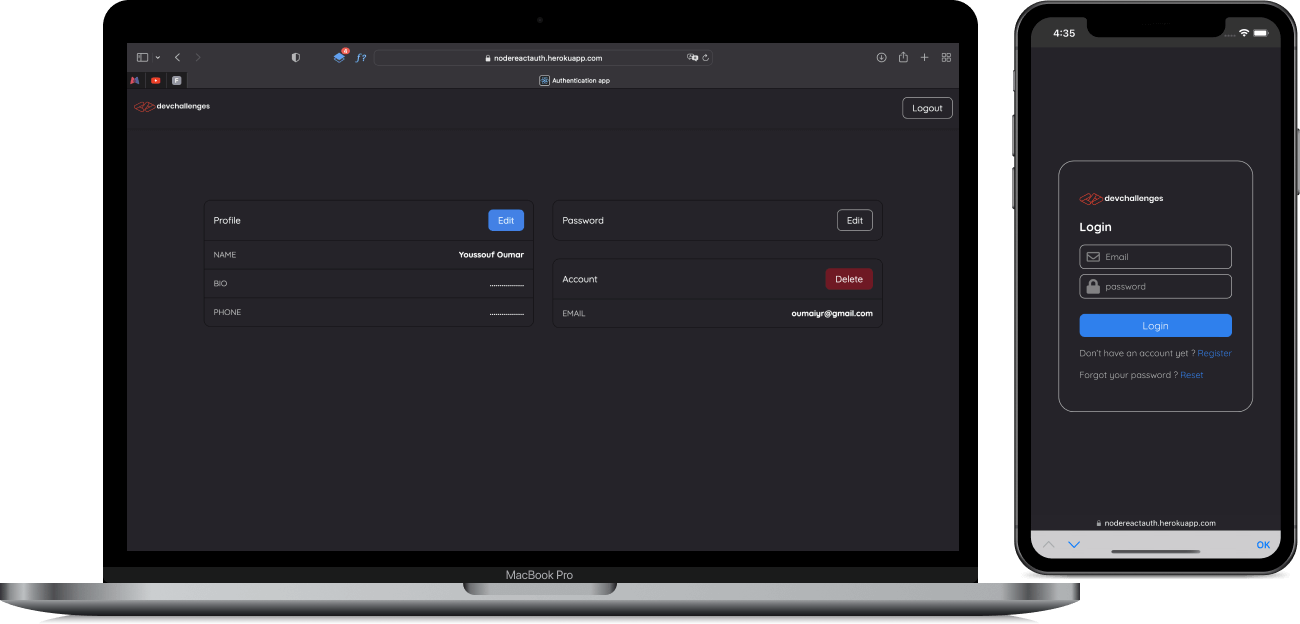 4
f?
nodereactauth.herokuapp.com
F
Authentication app
devchallenges
Logout
Profile
Edit
NAME
Youssouf Oumar
BIO
.................
PHONE
.................
Password
Edit
Account
Delete
EMAIL
oumaiyr@gmail.com
MacBook Pro
4:35
devchallenges
Login
Email
password
Login
Don't have an account yet ? Register
Forgot your password ? Reset
nodereactauth.herokuapp.com
OK